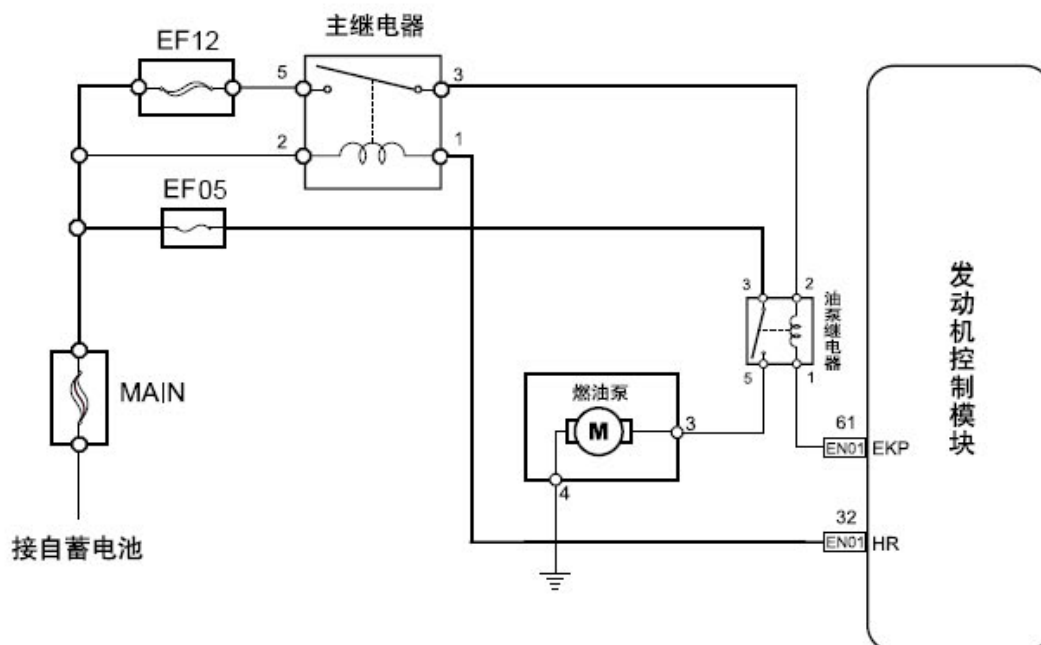 主继电器
EF12
5
3
2
1
EF05
3
2
油泵继电器
5
1
MAIN
燃油泵
M
3
4
61
EN01 EKP
32
EN01 HR
发动机控制模块
接自蓄电池